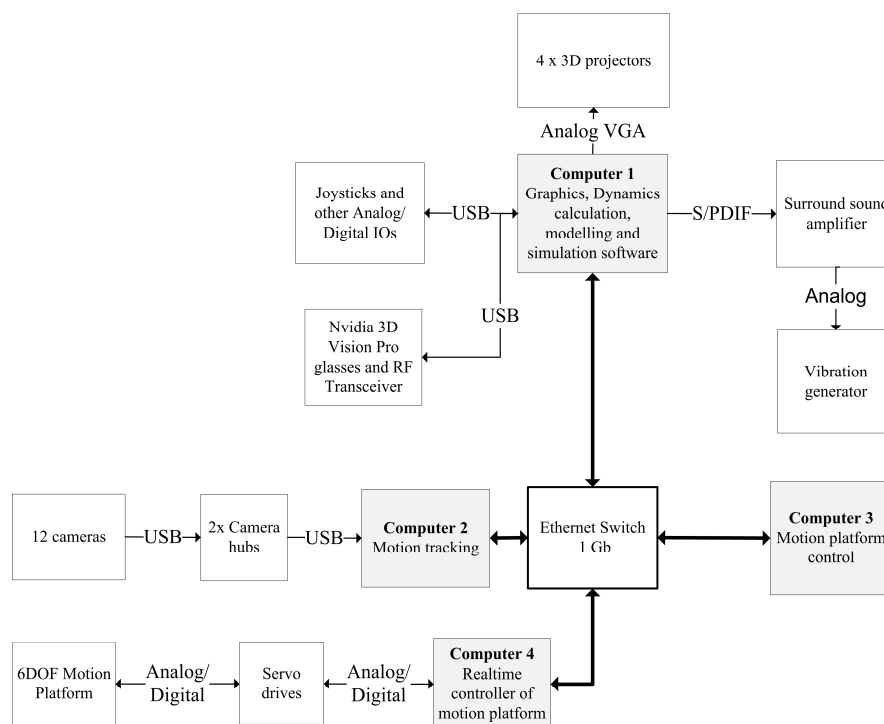 4 x 3D projectors
Analog VGA
Computer 1
Graphics, Dynamics
calculation,
modelling and
simulation software
Joysticks and
other Analog/
Digital IOs
USB
S/PDIF
Surround sound
amplifier
USB
Analog
Nvidia 3D
Vision Pro
glasses and RF
Transceiver
Vibration
generator
12 cameras
USB
2x Camera
hubs
USB
Computer 2
Motion tracking
Ethernet Switch
1 Gb
Computer 3
Motion platform
control
6DOF Motion
Platform
Analog/
Digital
Servo
drives
Analog/
Digital
Computer 4
Realtime
controller of
motion platform